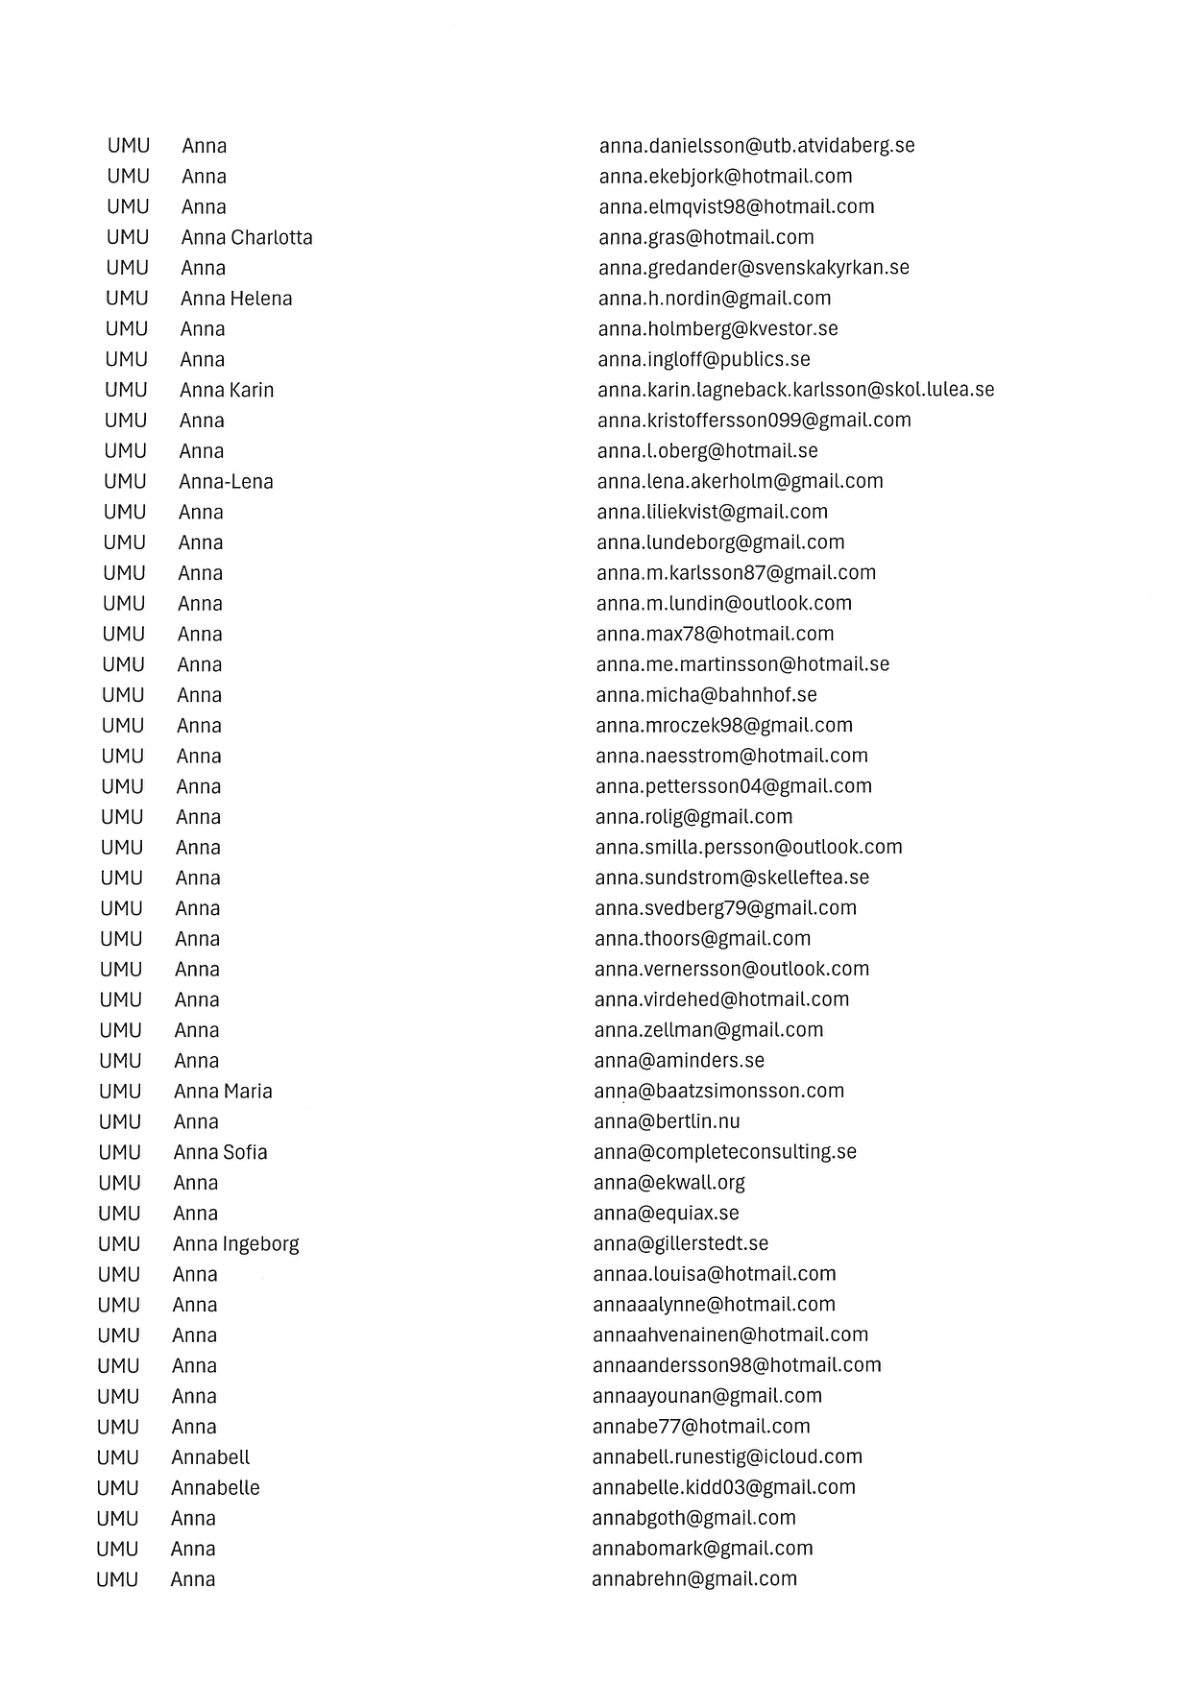 UMU Anna anna.danielsson@utb.atvidaberg.se
UMU Anna anna.ekebjork@hotmail.com
UMU Anna anna.elmqvist98@hotmail.com
UMU Anna Charlotta anna.gras@hotmail.com
UMU Anna anna.gredander@svenskakyrkan.se
UMU Anna Helena anna.h.nordin@gmail.com
UMU Anna anna.holmberg@kvestor.se
UMU Anna anna.ingloff@publics.se
UMU Anna Karin anna.karin.lagneback.karlsson@skol.lulea.se
UMU Anna anna.kristoffersson099@gmail.com
UMU Anna anna.l.oberg@hotmail.se
UMU Anna-Lena anna.lena.akerholm@gmail.com
UMU Anna anna.liliekvist@gmail.com
UMU Anna anna.lundeborg@gmail.com
UMU Anna anna.m.karlsson87@gmail.com
UMU Anna anna.m.lundin@outlook.com
UMU Anna anna.max78@hotmail.com
UMU Anna anna.me.martinsson@hotmail.se
UMU Anna anna.micha@bahnhof.se
UMU Anna anna.mroczek98@gmail.com
UMU Anna anna.naesstrom@hotmail.com
UMU Anna anna.pettersson04@gmail.com
UMU Anna anna.rolig@gmail.com
UMU Anna anna.smilla.persson@outlook.com
UMU Anna anna.sundstrom@skelleftea.se
UMU Anna anna.svedberg79@gmail.com
UMU Anna anna.thoors@gmail.com
UMU Anna anna.vernersson@outlook.com
UMU Anna anna.virdehed@hotmail.com
UMU Anna anna.zellman@gmail.com
UMU Anna anna@aminders.se
UMU Anna Maria anna@baatzsimonsson.com
UMU Anna anna@bertlin.nu
UMU Anna Sofia anna@completeconsulting.se
UMU Anna anna@ekwall.org
UMU Anna anna@equiax.se
UMU Anna Ingeborg anna@gillerstedt.se
UMU Anna annaa.louisa@hotmail.com
UMU Anna annaaalynne@hotmail.com
UMU Anna annaahvenainen@hotmail.com
UMU Anna annaandersson98@hotmail.com
UMU Anna annaayounan@gmail.com
UMU Anna annabe77@hotmail.com
UMU Annabell annabell.runestig@icloud.com
UMU Annabelle annabelle.kidd03@gmail.com
UMU Anna annabgoth@gmail.com
UMU Anna annabomark@gmail.com
UMU Anna annabrehn@gmail.com